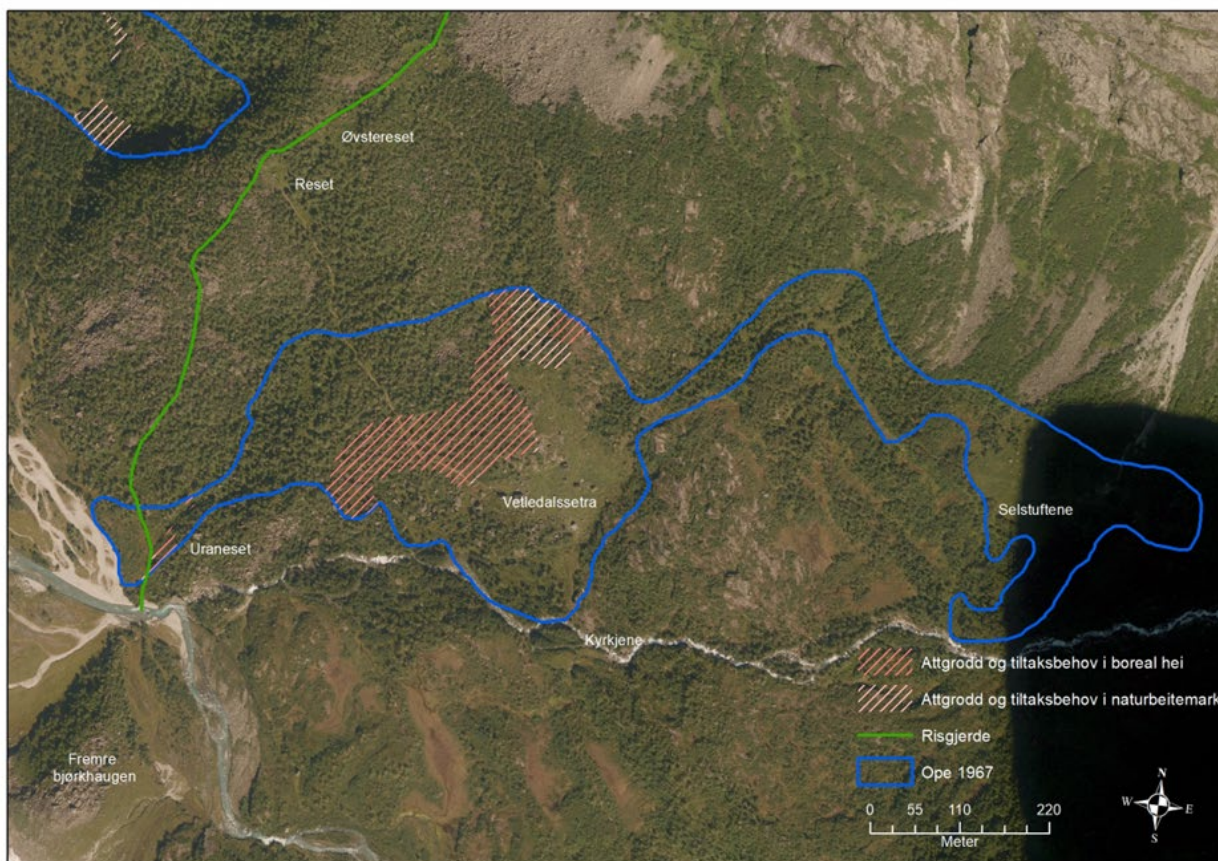 Øvstereset
Reset
Vetledalssetra
Selstuftene
Uraneset
Kyrkjene
Fremre
bjørkhaugen
Attgrodd og tiltaksbehov i boreal hei
Attgrodd og tiltaksbehov i naturbeitemark
Risgjerde
Ope 1967
N
W
E
S
0 55 110 220
Meter